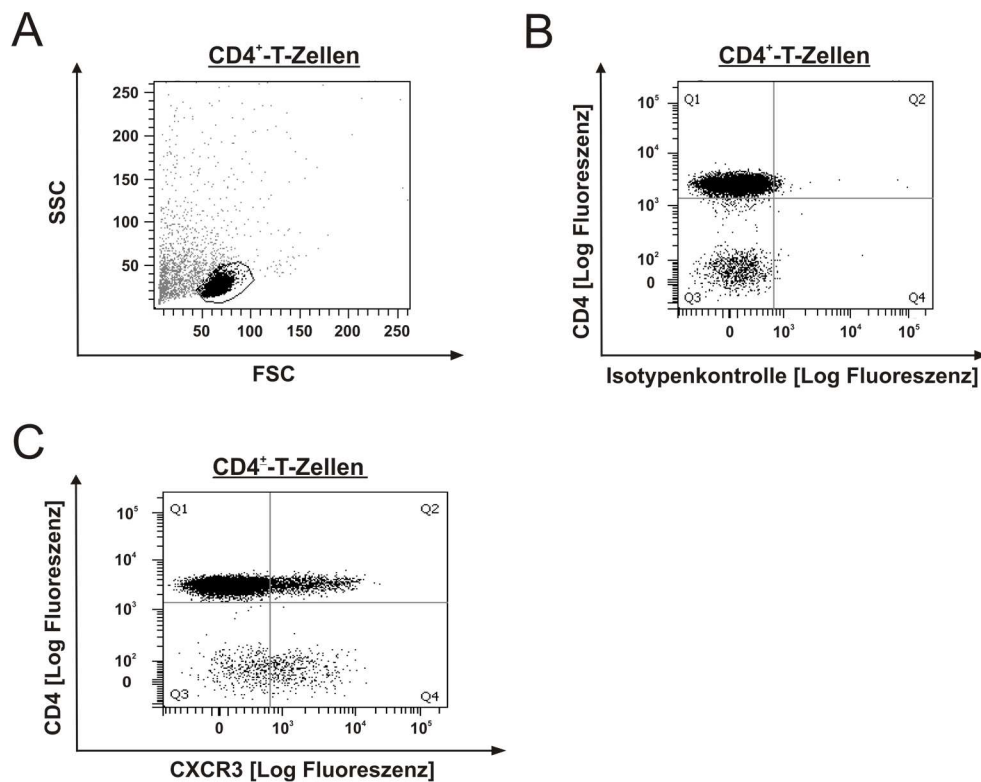 A
CD4⁺-T-Zellen
SSC
250
200
150
100
50
50 100 150 200 250
FSC
B
CD4⁺-T-Zellen
CD4 [Log Fluoreszenz]
Q1 Q2
10⁵
10⁴
10³
10²
0
Q3 Q4
0 10³ 10⁴ 10⁵
Isotypenkontrolle [Log Fluoreszenz]
C
CD4⁺-T-Zellen
CD4 [Log Fluoreszenz]
Q1 Q2
10⁵
10⁴
10³
10²
0
Q3 Q4
0 10³ 10⁴ 10⁵
CXCR3 [Log Fluoreszenz]